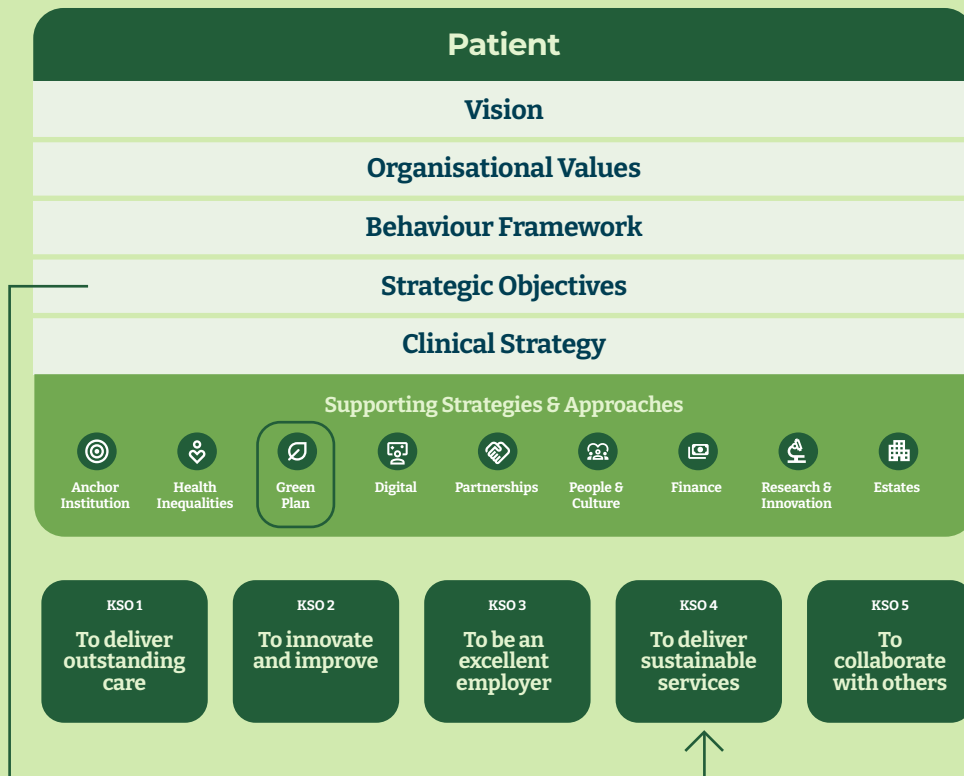 Patient
Vision
Organisational Values
Behaviour Framework
Strategic Objectives
Clinical Strategy
Supporting Strategies & Approaches
Anchor
Institution
Health
Inequalities
Green
Plan
Digital
Partnerships
People &
Culture
Finance
Research &
Innovation
Estates
KSO 1
To deliver
outstanding
care
KSO 2
To innovate
and improve
KSO 3
To be an
excellent
employer
KSO 4
To deliver
sustainable
services
KSO 5
To
collaborate
with others